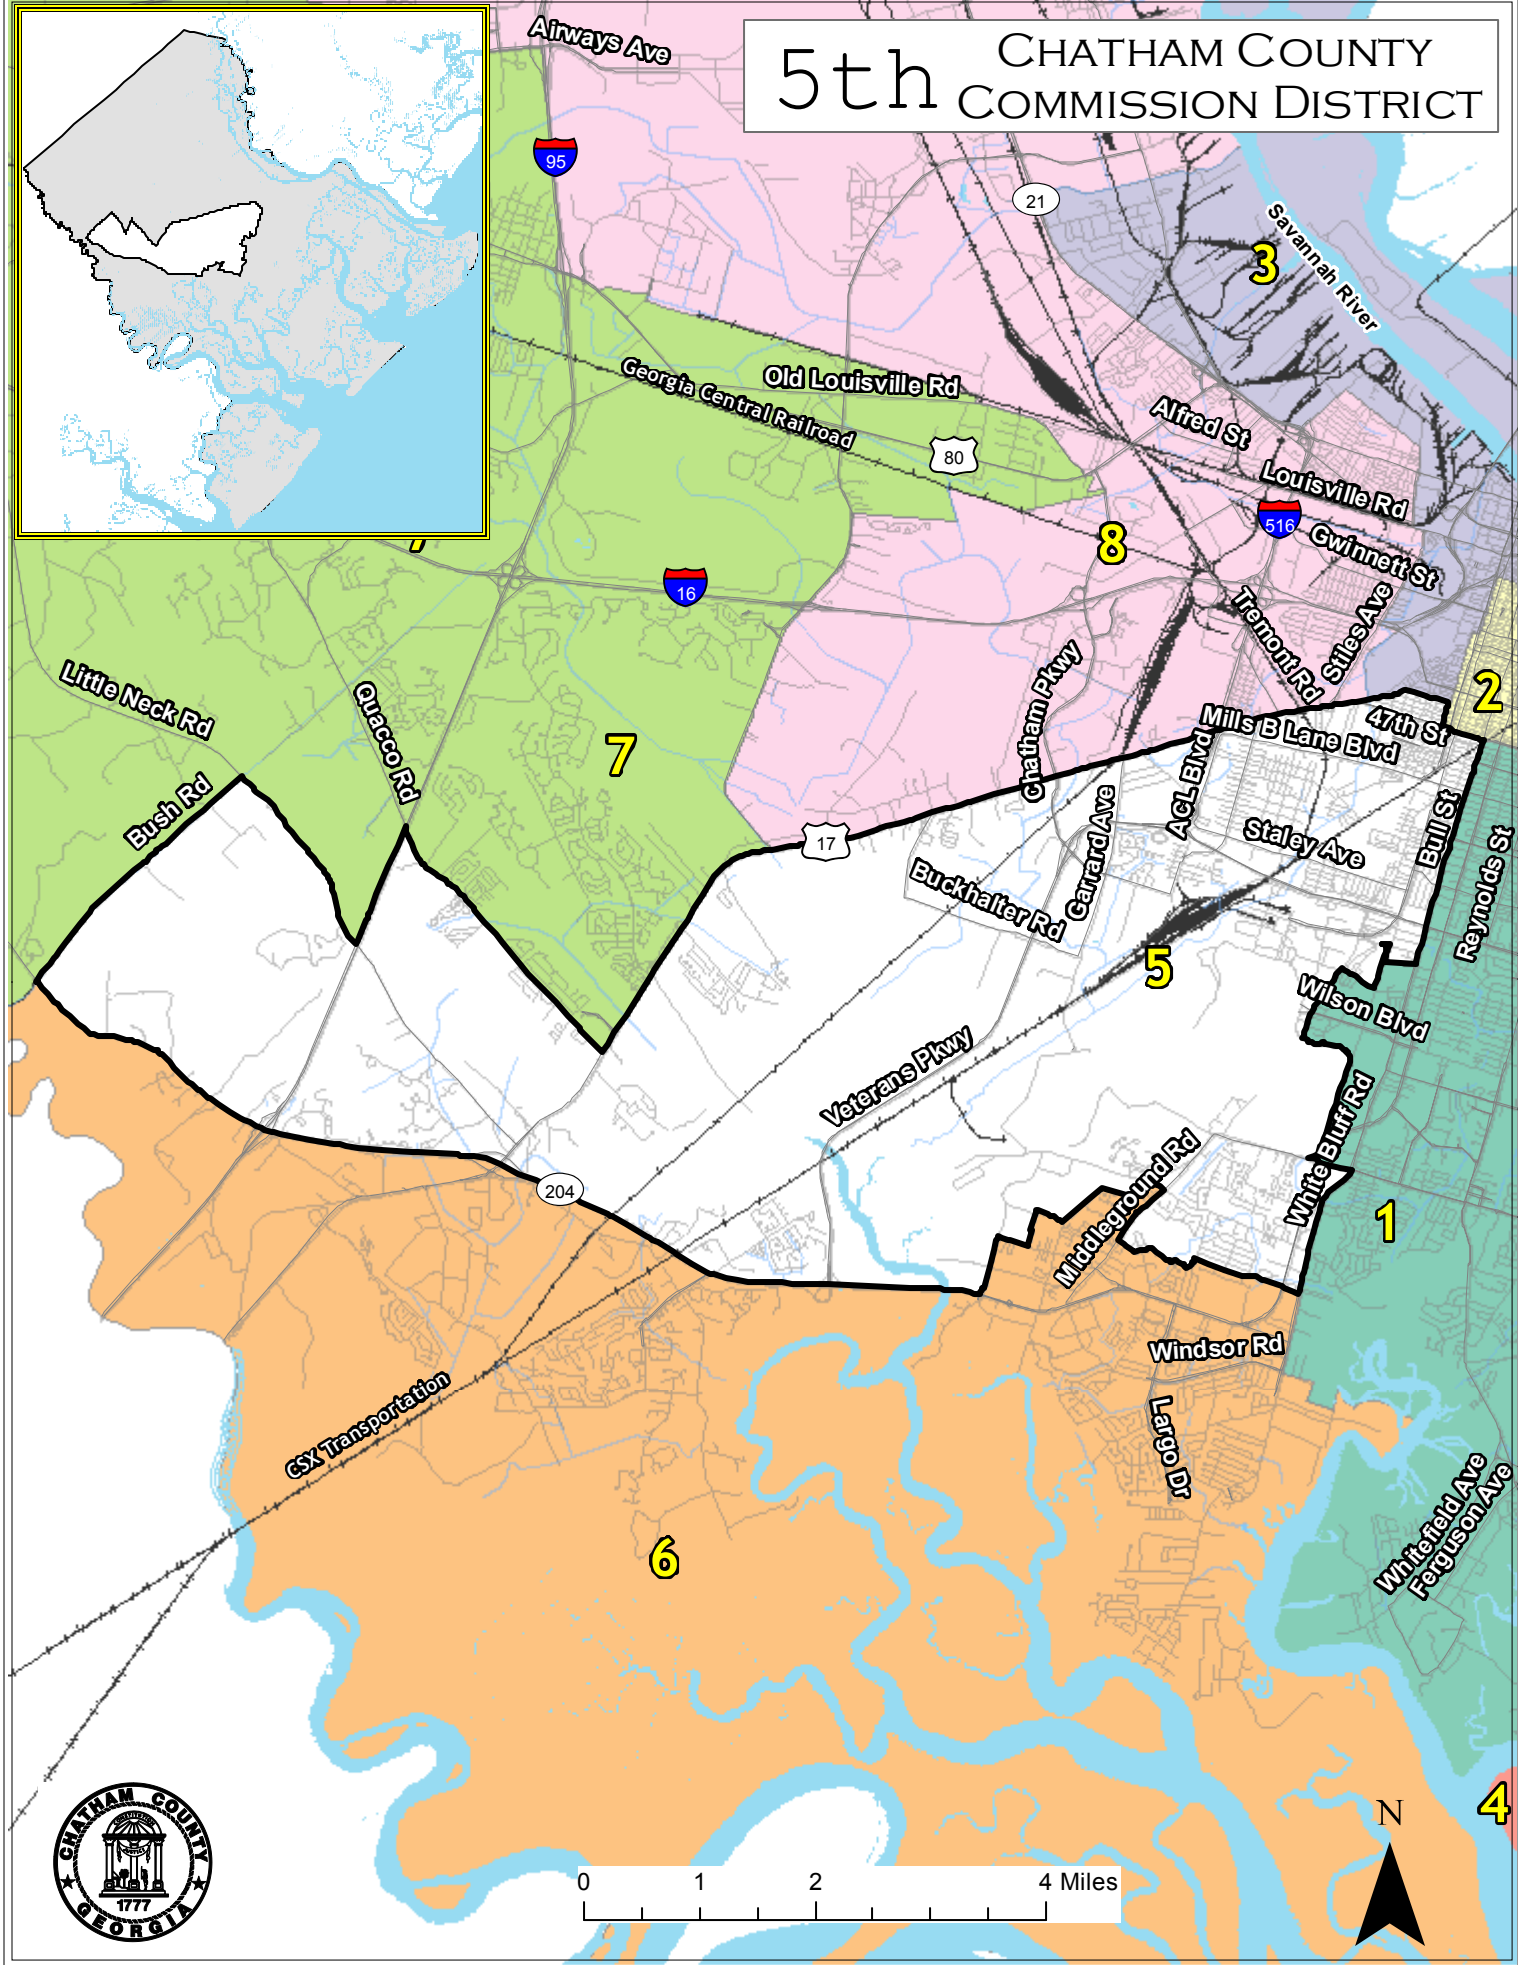 5th
CHATHAM COUNTY
COMMISSION DISTRICT
Airways Ave
95
21
3
Savannah River
Georgia Central Railroad
Old Louisville Rd
80
Alfred St
Louisville Rd
516
Gwinnett St
8
16
Tremont Rd
Stiles Ave
Little Neck Rd
Quacco Rd
7
Chatham Pkwy
Mills B Lane Blvd
47th St
2
Bush Rd
17
ACL Blvd
Garrard Ave
Staley Ave
Bull St
Reynolds St
Buckhalter Rd
5
Wilson Blvd
Veterans Pkwy
White Bluff Rd
Middleground Rd
204
1
Windsor Rd
CSX Transportation
Largo Dr
Whitefield Ave
Ferguson Ave
6
4
N
0 1 2 4 Miles
CHATHAM COUNTY
1777
GEORGIA